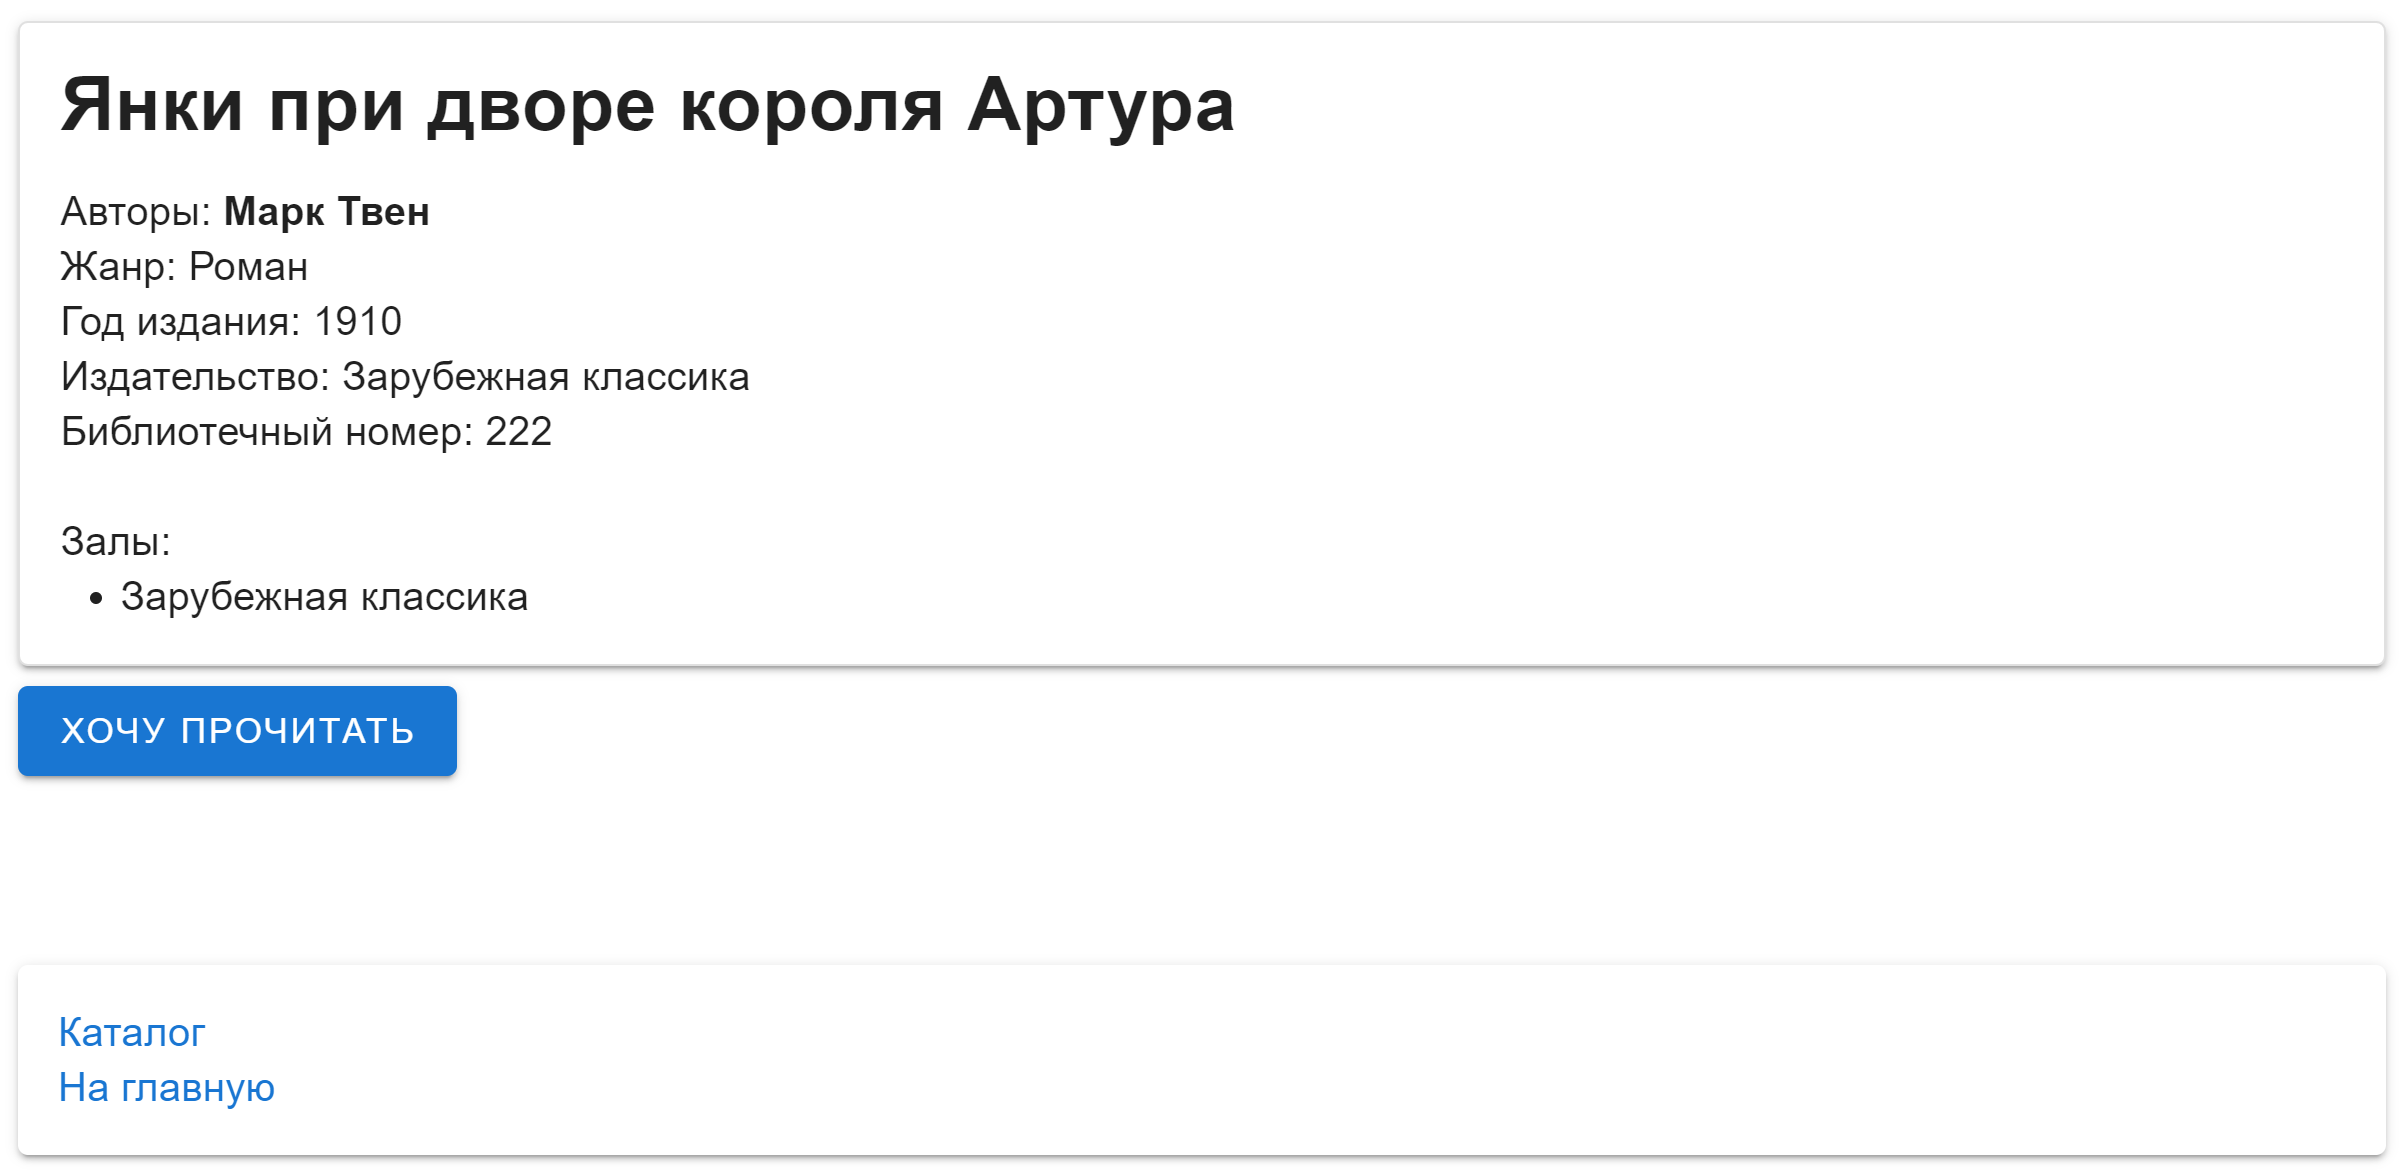 Янки при дворе короля Артура
Авторы: Марк Твен
Жанр: Роман
Год издания: 1910
Издательство: Зарубежная классика
Библиотечный номер: 222
Залы:
• Зарубежная классика
ХОЧУ ПРОЧИТАТЬ
Каталог
На главную